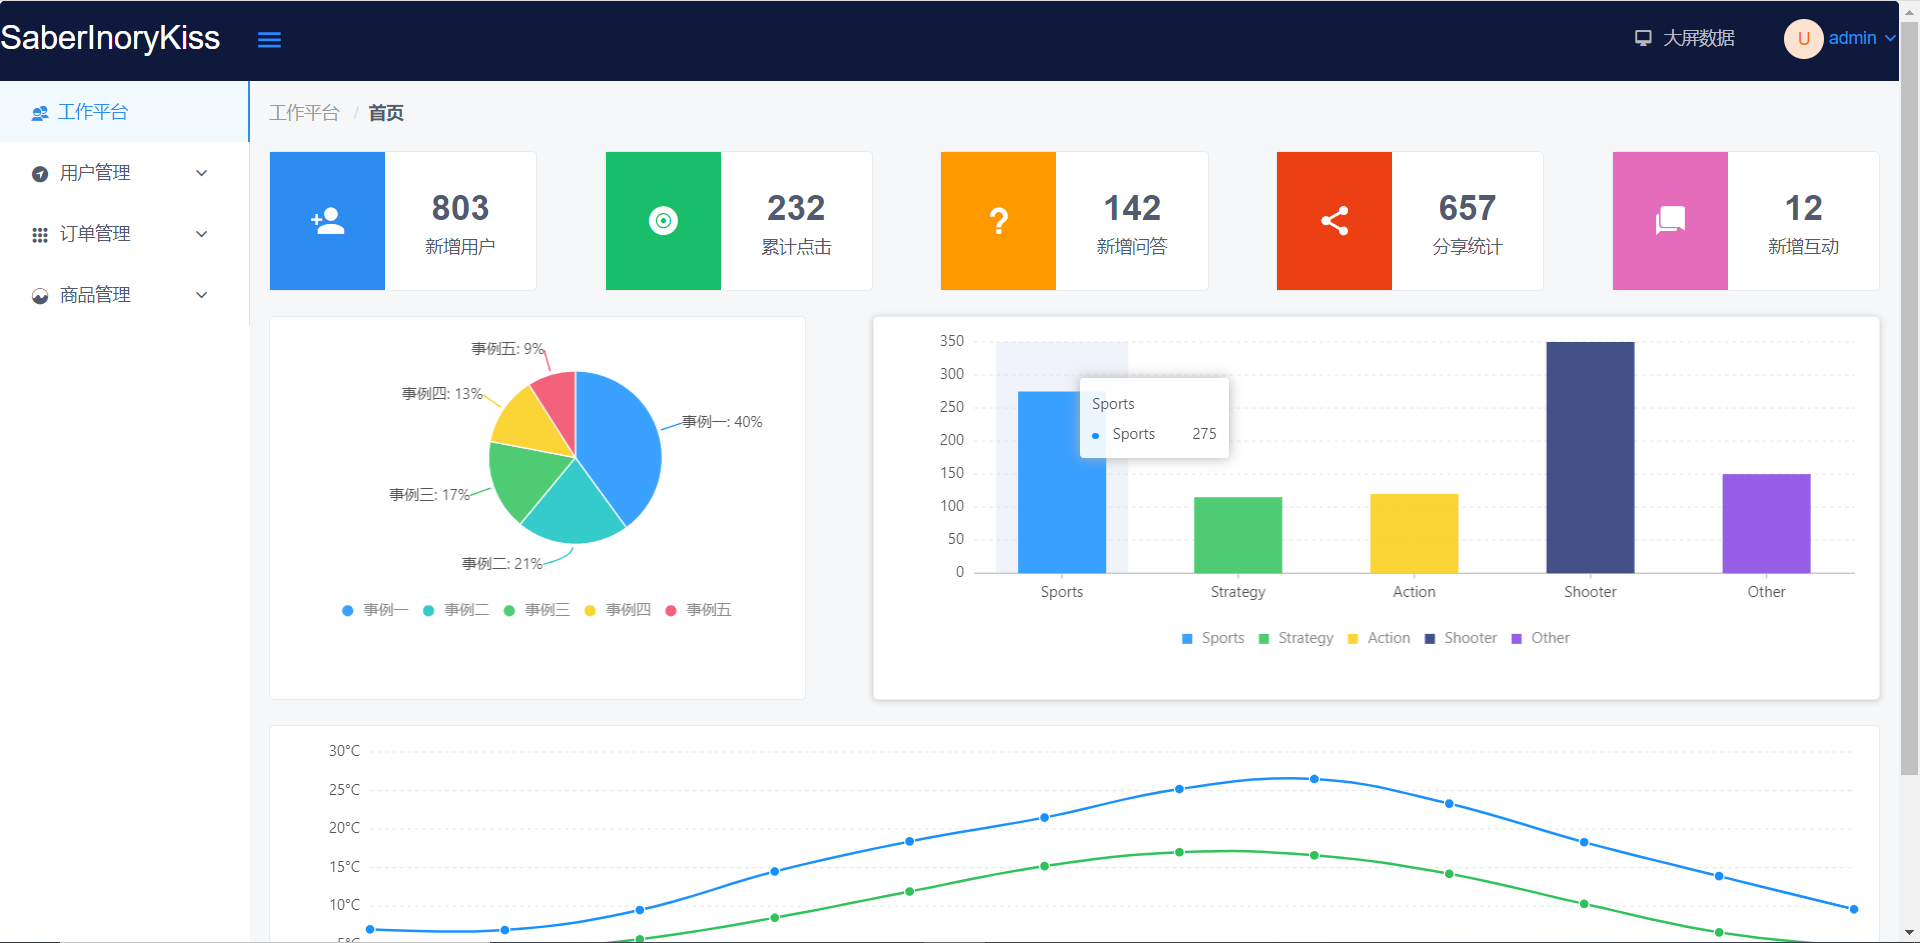 SaberInoryKiss
大屏数据
U
admin
工作平台
用户管理
订单管理
商品管理
工作平台 / 首页
803
新增用户
232
累计点击
142
新增问答
657
分享统计
12
新增互动
事例五: 9%
事例四: 13%
事例一: 40%
事例三: 17%
事例二: 21%
事例一 事例二 事例三 事例四 事例五
350
300
250
200
150
100
50
0
Sports
Sports 275
Sports Strategy Action Shooter Other
Sports Strategy Action Shooter Other
30°C
25°C
20°C
15°C
10°C
5°C